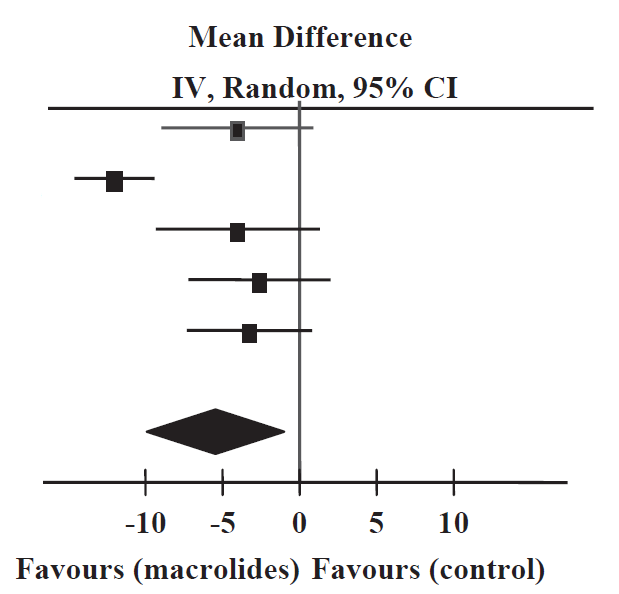 Mean Difference
IV, Random, 95% CI
-10 -5 0 5 10
Favours (macrolides) Favours (control)